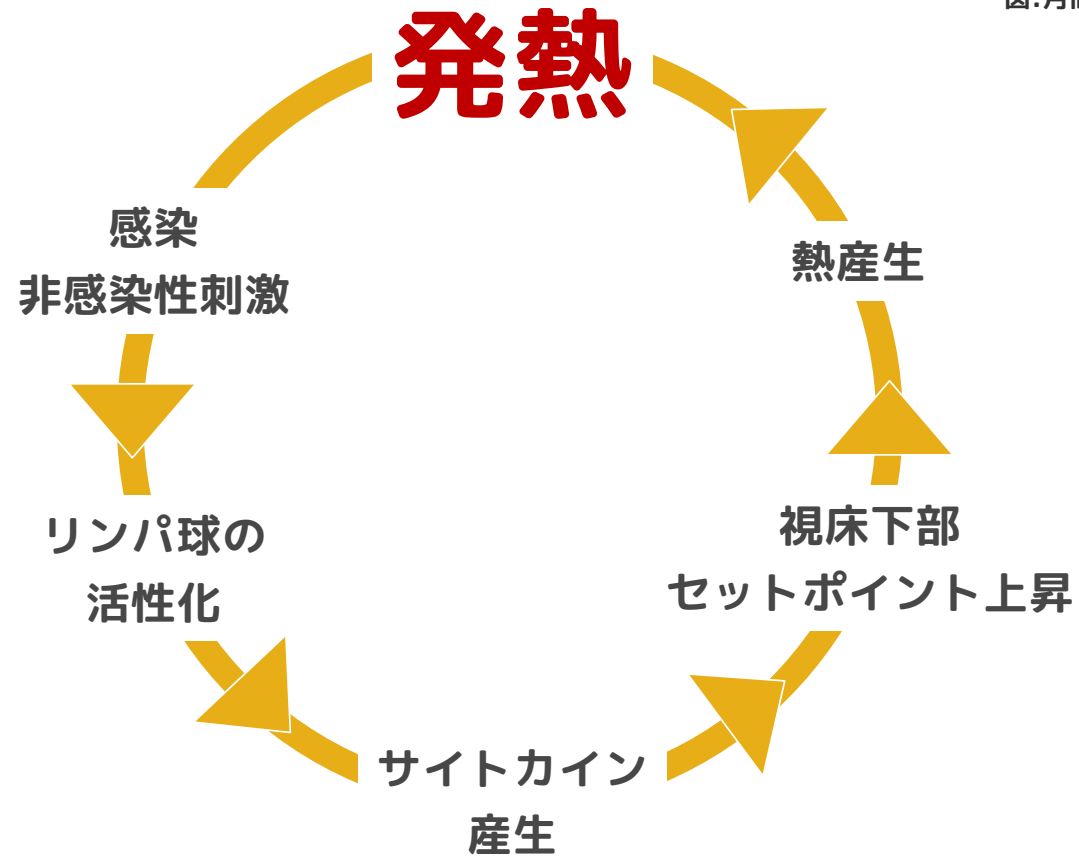 発熱
感染
非感染性刺激
リンパ球の
活性化
サイトカイン
産生
視床下部
セットポイント上昇
熱産生